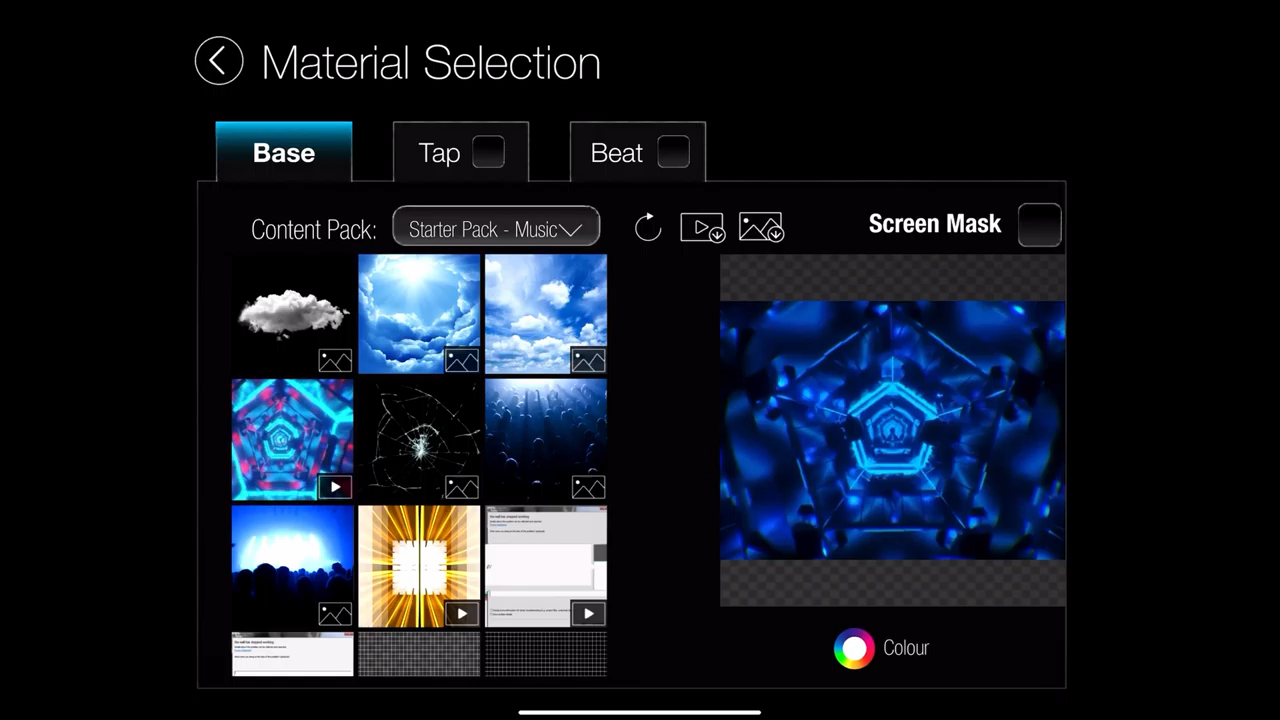 Material Selection
Base
Tap
Beat
Content Pack:
Starter Pack - Music
Screen Mask
Colour